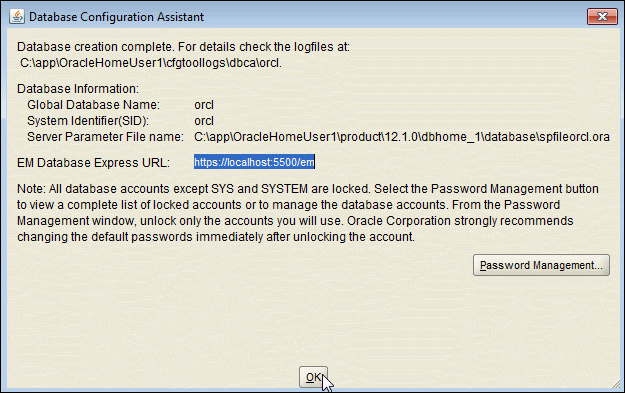 Database Configuration Assistant
Database creation complete. For details check the logfiles at:
C:\app\OracleHomeUser1\cfgtoollogs\dbca\orcl.
Database Information:
Global Database Name: orcl
System Identifier(SID): orcl
Server Parameter File name: C:\app\OracleHomeUser1\product\12.1.0\dbhome_1\database\spfileorcl.ora
EM Database Express URL: https://localhost:5500/em
Note: All database accounts except SYS and SYSTEM are locked. Select the Password Management button
to view a complete list of locked accounts or to manage the database accounts. From the Password
Management window, unlock only the accounts you will use. Oracle Corporation strongly recommends
changing the default passwords immediately after unlocking the account.
Password Management...
OK